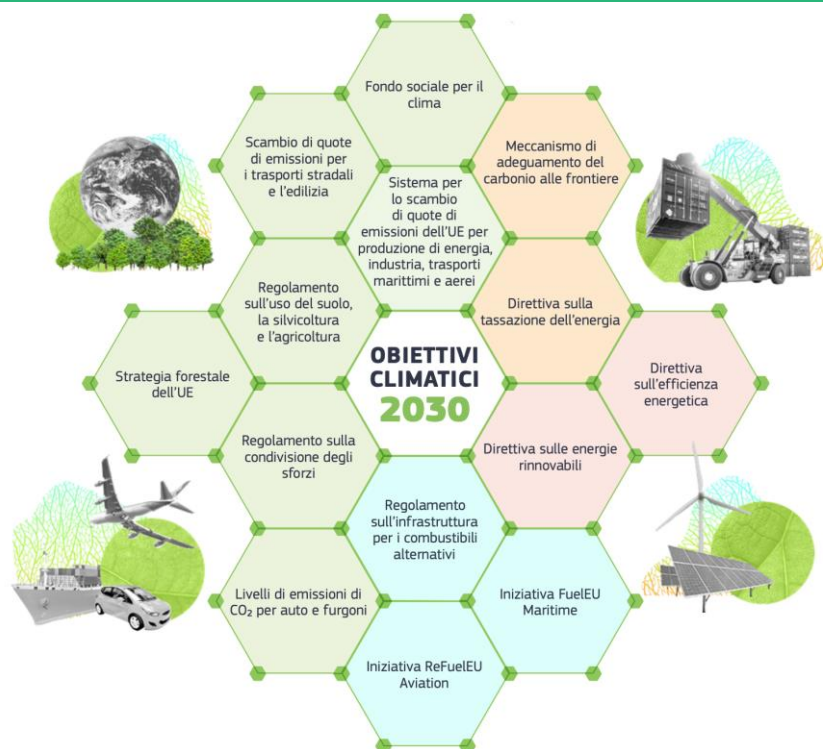 Fondo sociale per il
clima
Scambio di quote
di emissioni per
i trasporti stradali
e l'edilizia
Meccanismo di
adeguamento del
carbonio alle frontiere
Sistema per
lo scambio
di quote di
emissioni dell'UE per
produzione di energia,
industria, trasporti
marittimi e aerei
Regolamento
sull'uso del suolo,
la silvicoltura
e l'agricoltura
Direttiva sulla
tassazione dell'energia
Strategia forestale
dell'UE
OBIETTIVI
CLIMATICI
2030
Direttiva
sull'efficienza
energetica
Regolamento sulla
condivisione degli
sforzi
Direttiva sulle energie
rinnovabili
Regolamento
sull'infrastruttura
per i combustibili
alternativi
Livelli di emissioni di
CO₂ per auto e furgoni
Iniziativa FuelEU
Maritime
Iniziativa ReFuelEU
Aviation